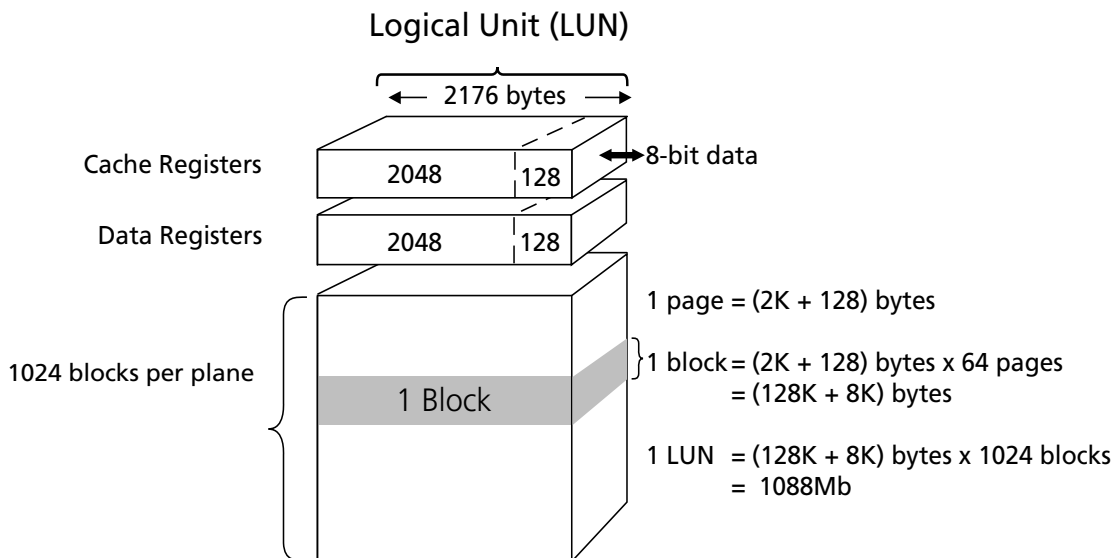 Logical Unit (LUN)
2176 bytes
Cache Registers
2048
128
8-bit data
Data Registers
2048
128
1 page = (2K + 128) bytes
1024 blocks per plane
1 Block
1 block = (2K + 128) bytes x 64 pages
= (128K + 8K) bytes
1 LUN = (128K + 8K) bytes x 1024 blocks
= 1088Mb